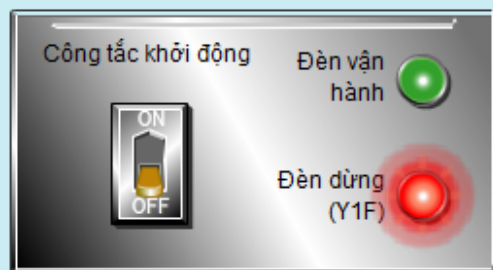 Công tắc khởi động
Đèn vận
hành
ON
OFF
Đèn dừng
(Y1F)